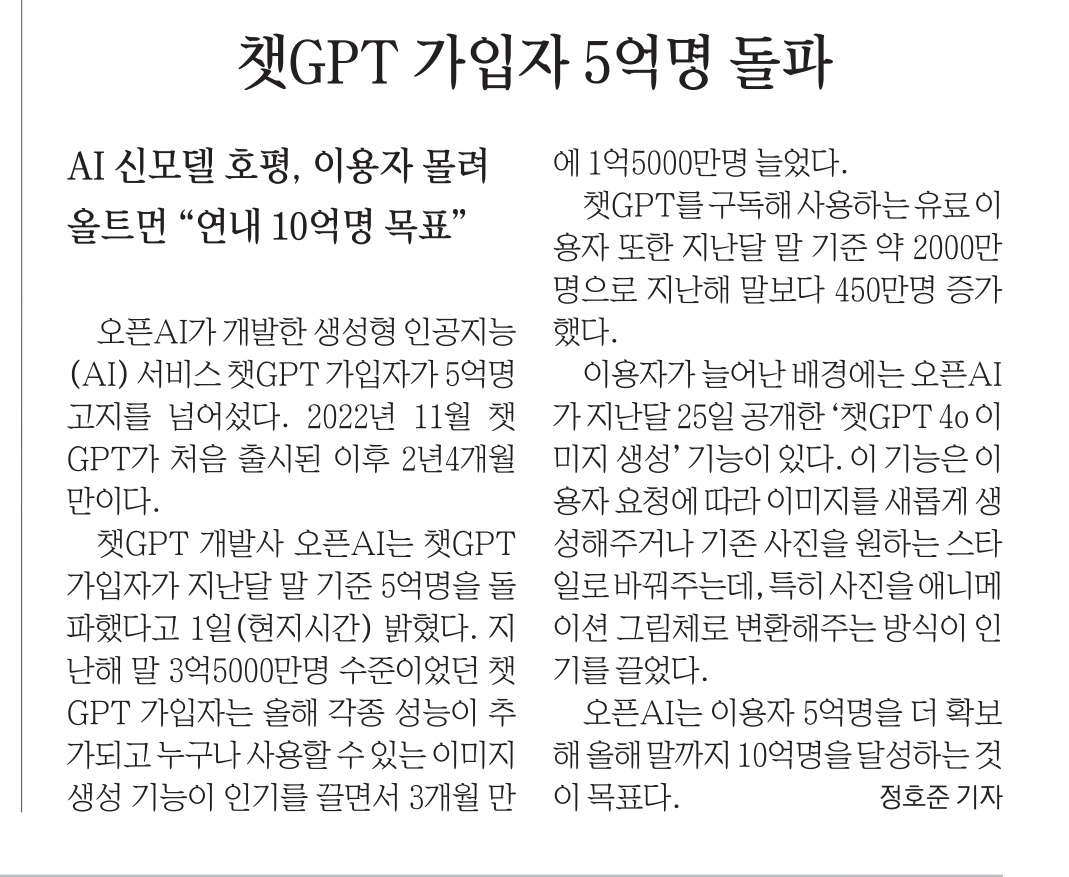 챗GPT 가입자 5억명 돌파
AI 신모델 호평, 이용자 몰려
올트먼 “연내 10억명 목표”
오픈AI가 개발한 생성형 인공지능
(AI) 서비스 챗GPT 가입자가 5억명
고지를 넘어섰다. 2022년 11월 챗
GPT가 처음 출시된 이후 2년4개월
만이다.
챗GPT 개발사 오픈AI는 챗GPT
가입자가 지난달 말 기준 5억명을 돌
파했다고 1일(현지시간) 밝혔다. 지
난해 말 3억5000만명 수준이었던 챗
GPT 가입자는 올해 각종 성능이 추
가되고 누구나 사용할 수 있는 이미지
생성 기능이 인기를 끌면서 3개월 만
에 1억5000만명 늘었다.
챗GPT를 구독해 사용하는 유료 이
용자 또한 지난달 말 기준 약 2000만
명으로 지난해 말보다 450만명 증가
했다.
이용자가 늘어난 배경에는 오픈AI
가 지난달 25일 공개한 ‘챗GPT 4o 이
미지 생성’ 기능이 있다. 이 기능은 이
용자 요청에 따라 이미지를 새롭게 생
성해주거나 기존 사진을 원하는 스타
일로 바꿔주는데, 특히 사진을 애니메
이션 그림체로 변환해주는 방식이 인
기를 끌었다.
오픈AI는 이용자 5억명을 더 확보
해 올해 말까지 10억명을 달성하는 것
이 목표다. 정호준 기자